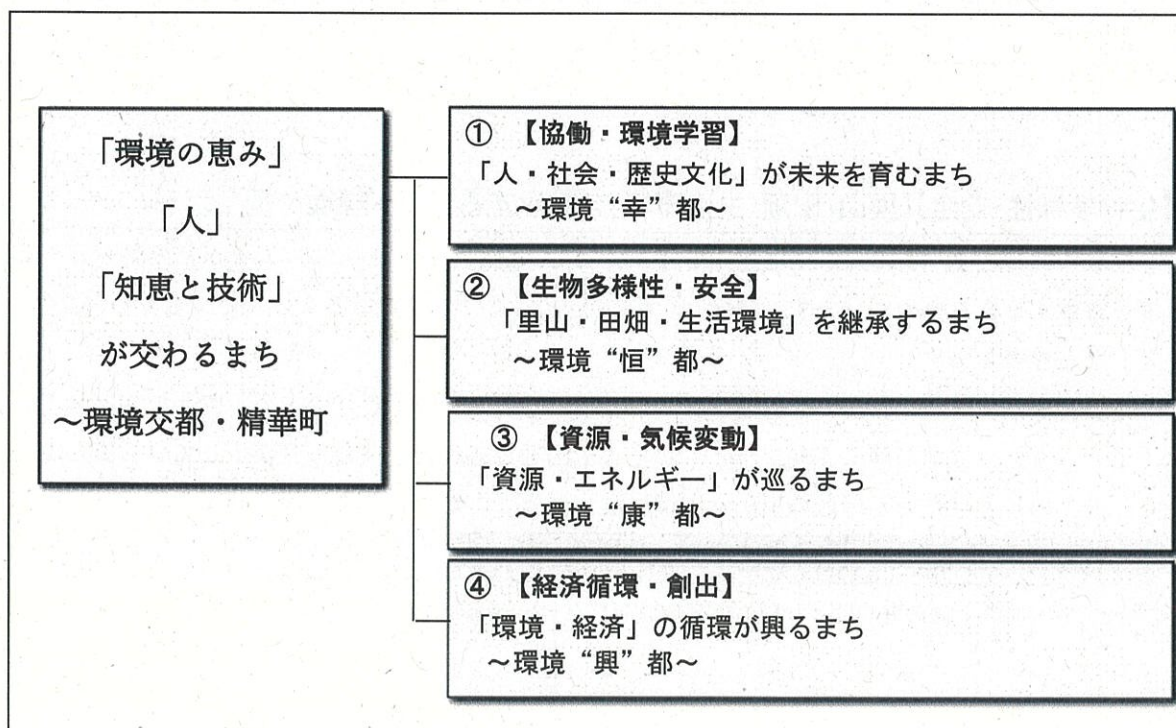 「環境の恵み」
「人」
「知恵と技術」
が交わるまち
～環境交都・精華町
① 【協働・環境学習】
「人・社会・歴史文化」が未来を育むまち
～環境“幸”都～
② 【生物多様性・安全】
「里山・田畑・生活環境」を継承するまち
～環境“恒”都～
③ 【資源・気候変動】
「資源・エネルギー」が巡るまち
～環境“康”都～
④ 【経済循環・創出】
「環境・経済」の循環が興るまち
～環境“興”都～